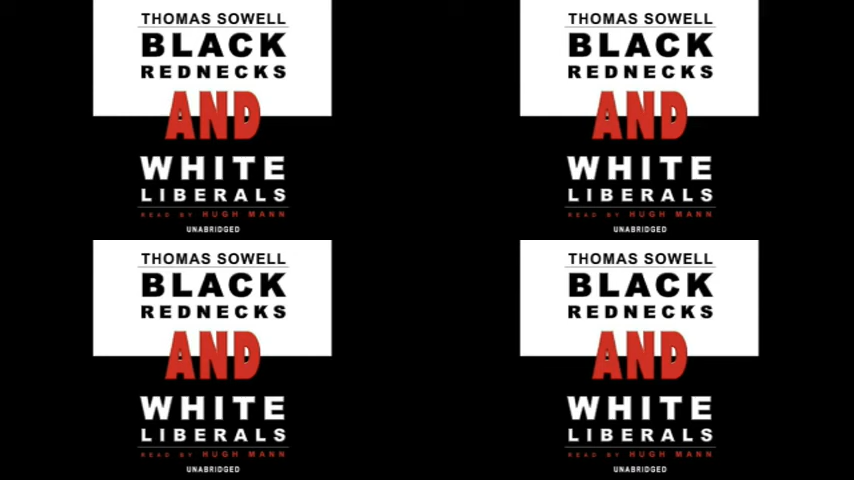 THOMAS SOWELL
BLACK
REDNECKS
AND
WHITE
LIBERALS
READ BY HUGH MANN
UNABRIDGED
THOMAS SOWELL
BLACK
REDNECKS
AND
WHITE
LIBERALS
READ BY HUGH MANN
UNABRIDGED
THOMAS SOWELL
BLACK
REDNECKS
AND
WHITE
LIBERALS
READ BY HUGH MANN
UNABRIDGED
THOMAS SOWELL
BLACK
REDNECKS
AND
WHITE
LIBERALS
READ BY HUGH MANN
UNABRIDGED